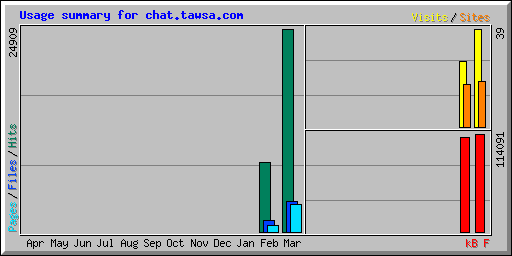 Usage summary for chat.tawsa.com
Visits/Sites
24909
39
Pages/Files/Hits
114091
Apr May Jun Jul Aug Sep Oct Nov Dec Jan Feb Mar
kB F